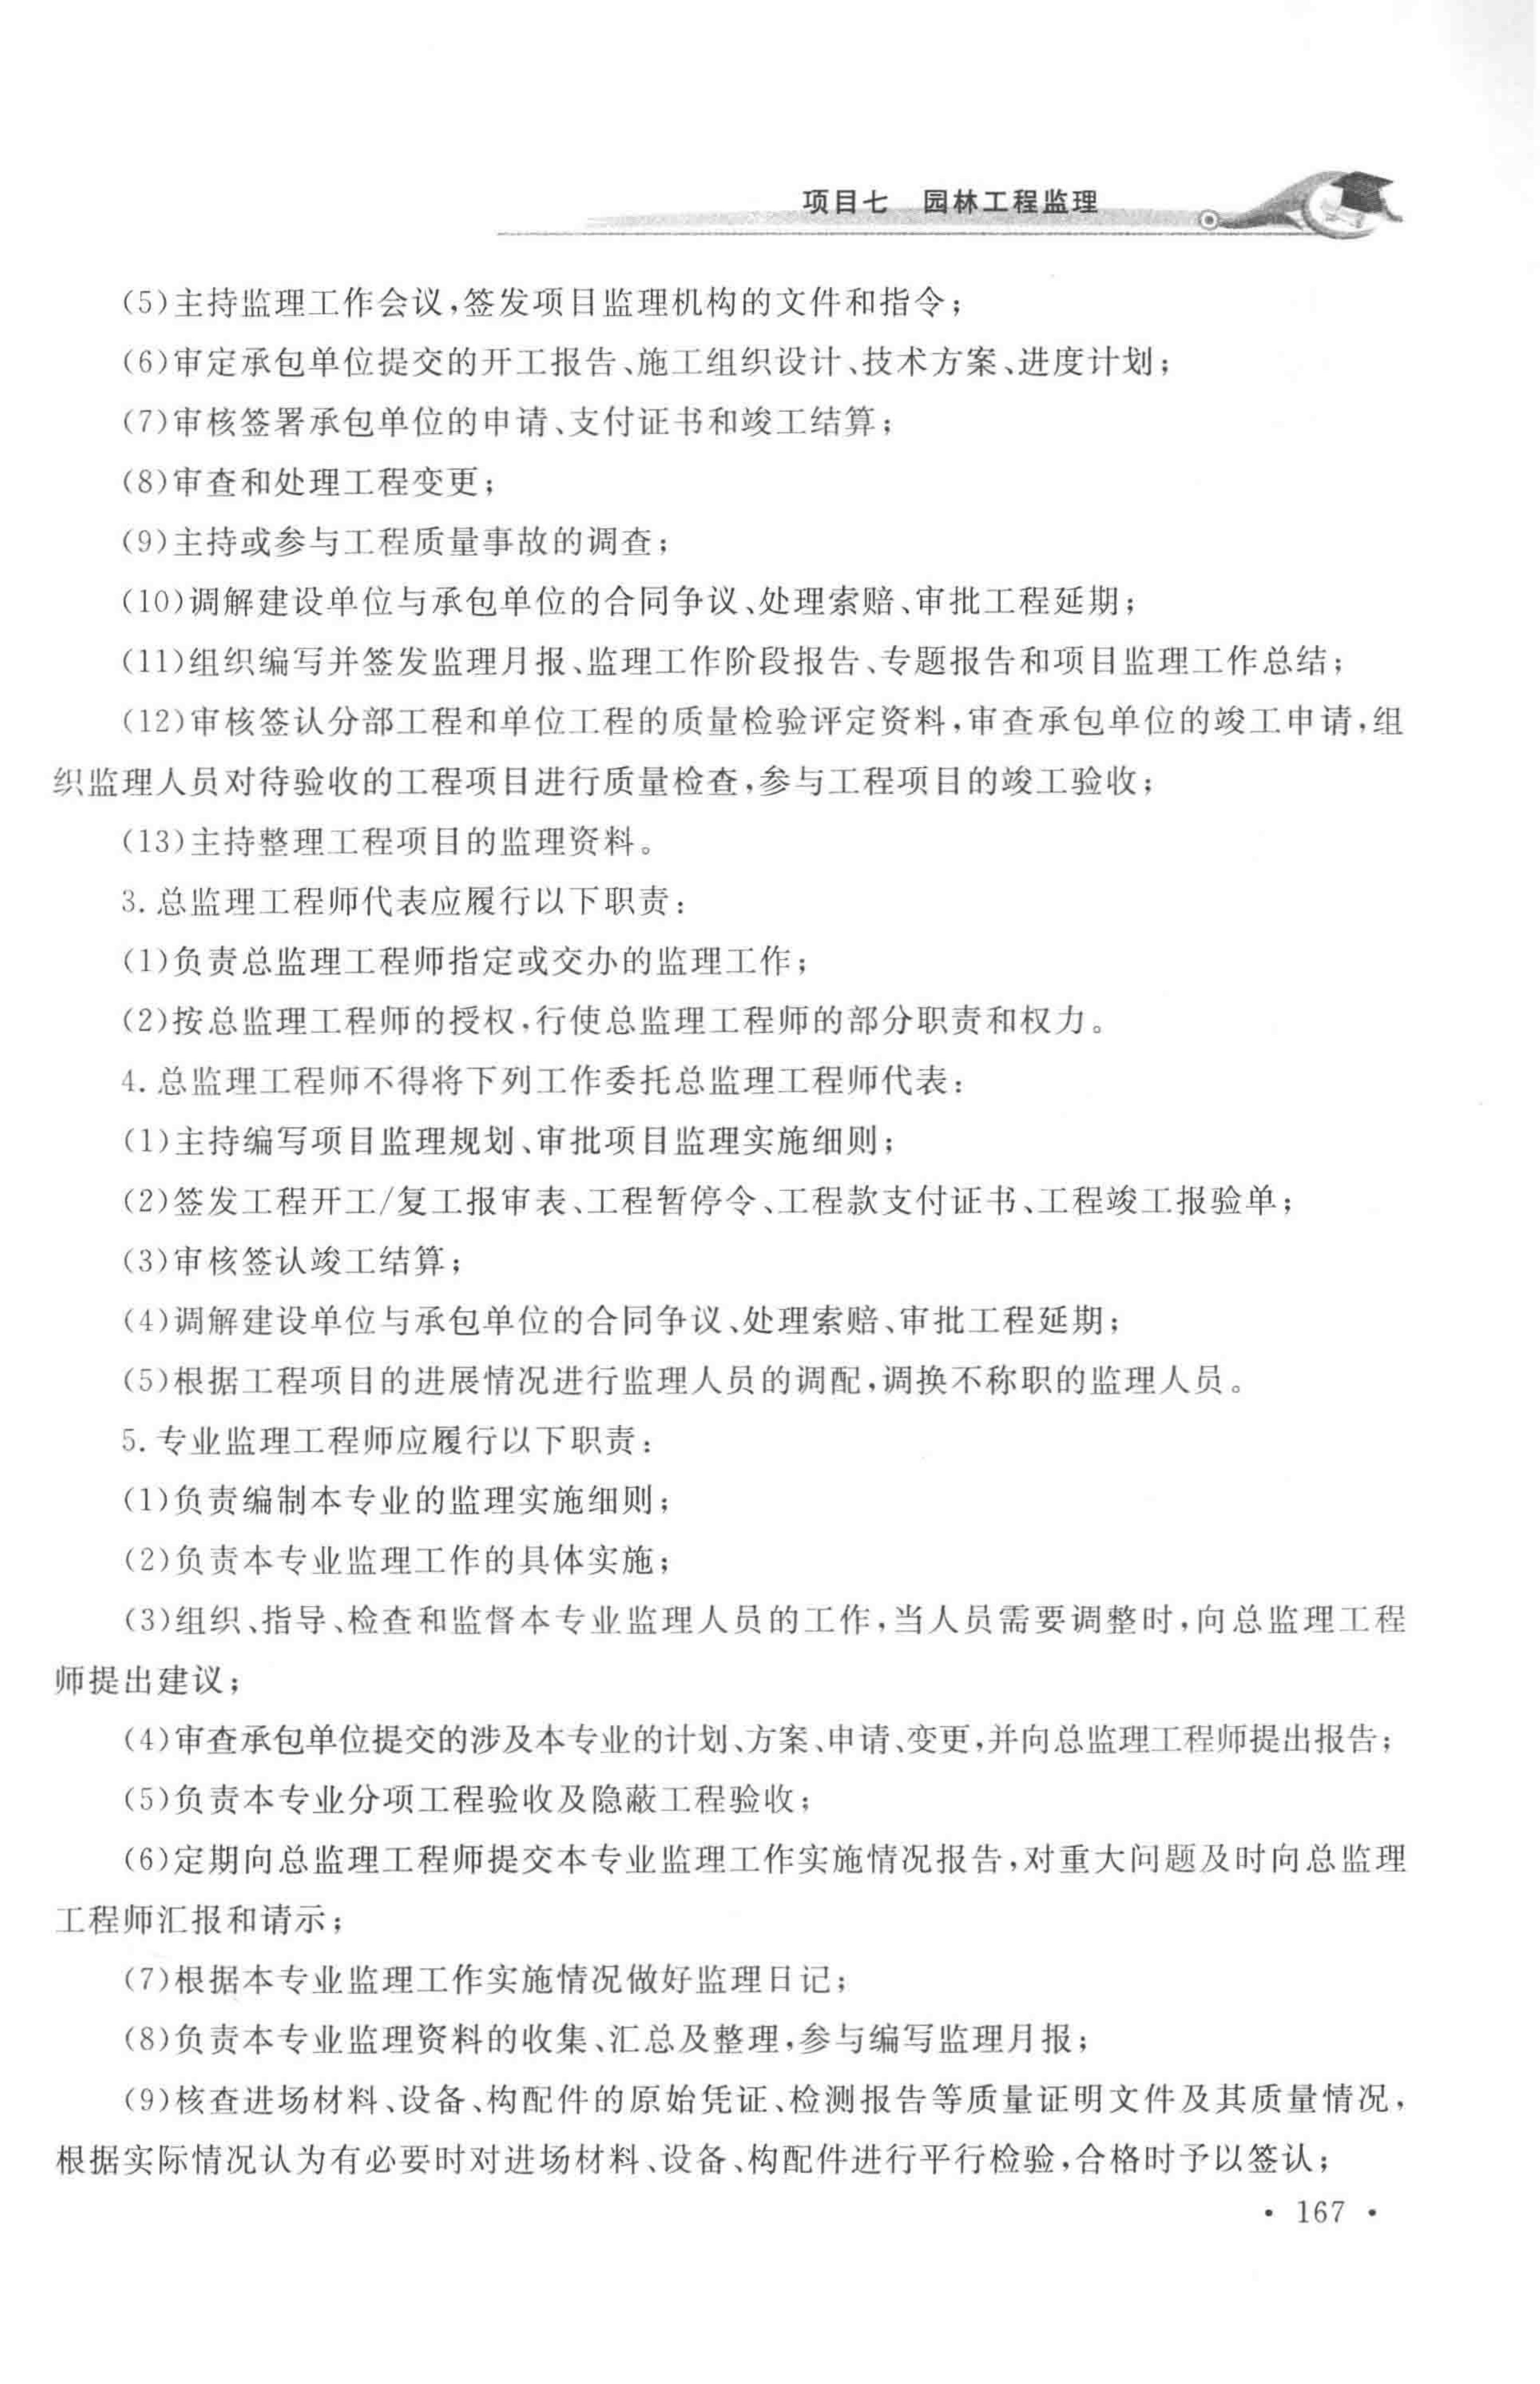 项目七　园林工程监理
(5)主持监理工作会议,签发项目监理机构的文件和指令;
(6)审定承包单位提交的开工报告、施工组织设计、技术方案、进度计划;
(7)审核签署承包单位的申请、支付证书和竣工结算;
(8)审查和处理工程变更;
(9)主持或参与工程质量事故的调查;
(10)调解建设单位与承包单位的合同争议、处理索赔、审批工程延期;
(11)组织编写并签发监理月报、监理工作阶段报告、专题报告和项目监理工作总结;
(12)审核签认分部工程和单位工程的质量检验评定资料,审查承包单位的竣工申请,组
织监理人员对待验收的工程项目进行质量检查,参与工程项目的竣工验收;
(13)主持整理工程项目的监理资料。
3. 总监理工程师代表应履行以下职责:
(1)负责总监理工程师指定或交办的监理工作;
(2)按总监理工程师的授权,行使总监理工程师的部分职责和权力。
4. 总监理工程师不得将下列工作委托总监理工程师代表:
(1)主持编写项目监理规划、审批项目监理实施细则;
(2)签发工程开工/复工报审表、工程暂停令、工程款支付证书、工程竣工报验单;
(3)审核签认竣工结算;
(4)调解建设单位与承包单位的合同争议、处理索赔、审批工程延期;
(5)根据工程项目的进展情况进行监理人员的调配,调换不称职的监理人员。
5. 专业监理工程师应履行以下职责:
(1)负责编制本专业的监理实施细则;
(2)负责本专业监理工作的具体实施;
(3)组织、指导、检查和监督本专业监理人员的工作,当人员需要调整时,向总监理工程
师提出建议;
(4)审查承包单位提交的涉及本专业的计划、方案、申请、变更,并向总监理工程师提出报告;
(5)负责本专业分项工程验收及隐蔽工程验收;
(6)定期向总监理工程师提交本专业监理工作实施情况报告,对重大问题及时向总监理
工程师汇报和请示;
(7)根据本专业监理工作实施情况做好监理日记;
(8)负责本专业监理资料的收集、汇总及整理,参与编写监理月报;
(9)核查进场材料、设备、构配件的原始凭证、检测报告等质量证明文件及其质量情况,
根据实际情况认为有必要时对进场材料、设备、构配件进行平行检验,合格时予以签认;
· 167 ·